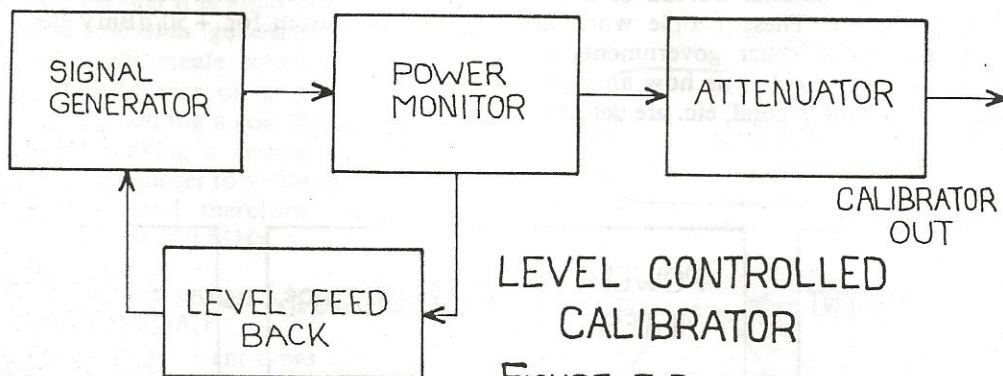 SIGNAL
GENERATOR
POWER
MONITOR
ATTENUATOR
CALIBRATOR
OUT
LEVEL FEED
BACK
LEVEL CONTROLLED
CALIBRATOR